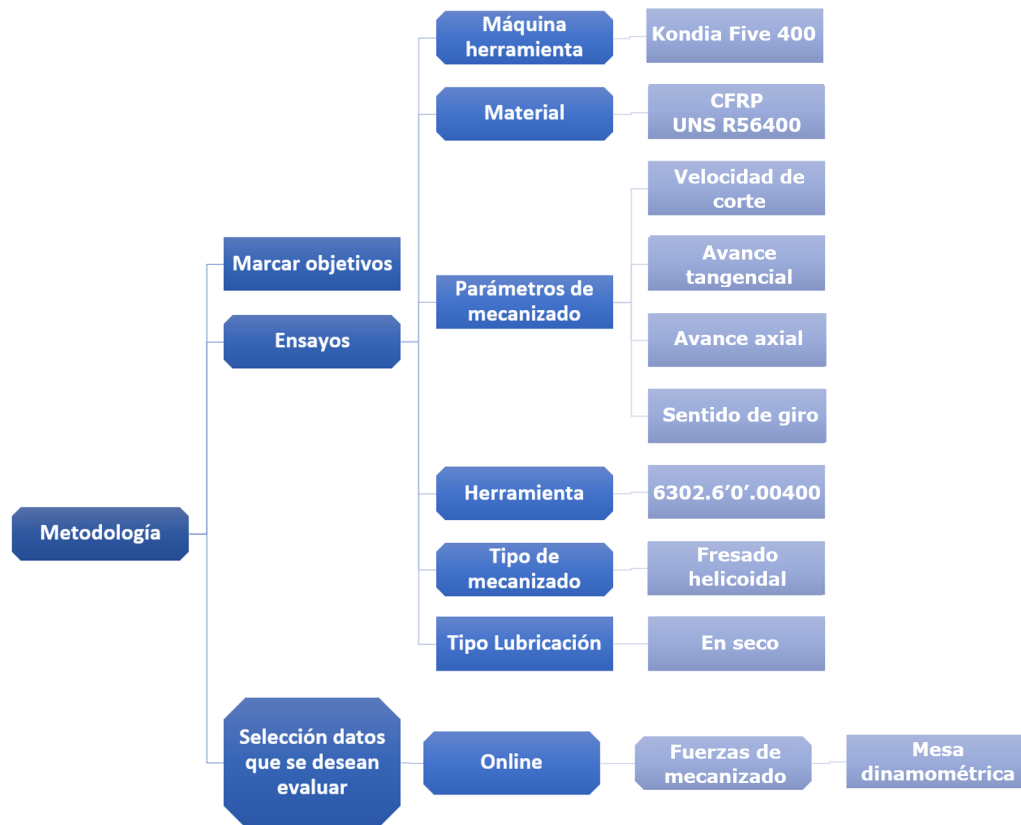 Metodología
Marcar objetivos
Ensayos
Máquina
herramienta
Kondia Five 400
Material
CFRP
UNS R56400
Parámetros de
mecanizado
Velocidad de
corte
Avance
tangencial
Avance axial
Sentido de giro
Herramienta
6302.6’0’.00400
Tipo de
mecanizado
Fresado
helicoidal
Tipo Lubricación
En seco
Selección datos
que se desean
evaluar
Online
Fuerzas de
mecanizado
Mesa
dinamométrica